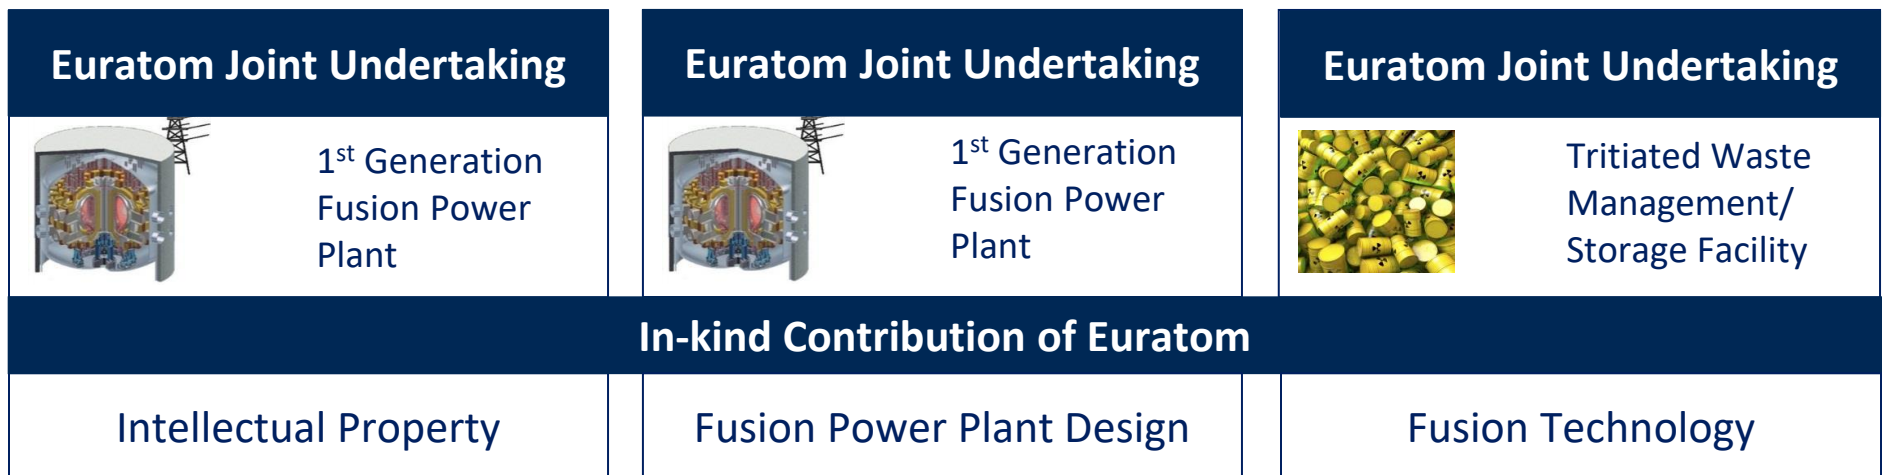 Euratom Joint Undertaking
1st Generation
Fusion Power
Plant
Euratom Joint Undertaking
1st Generation
Fusion Power
Plant
Euratom Joint Undertaking
Tritiated Waste
Management/
Storage Facility
In-kind Contribution of Euratom
Intellectual Property
Fusion Power Plant Design
Fusion Technology